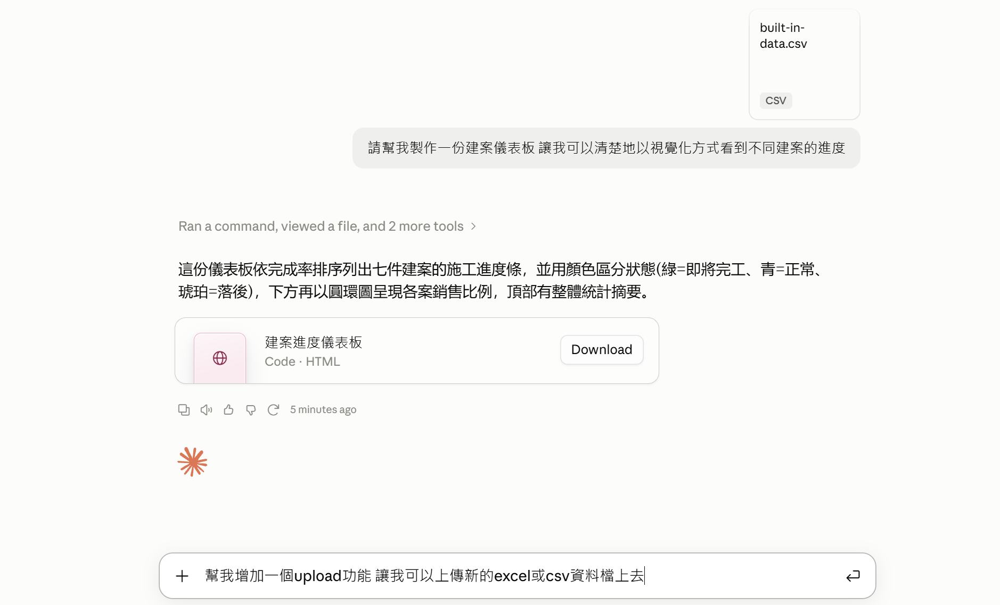 built-in-
data.csv
CSV
請幫我製作一份建案儀表板 讓我可以清楚地以視覺化方式看到不同建案的進度
Ran a command, viewed a file, and 2 more tools
這份儀表板依完成率排序列出七件建案的施工進度條，並用顏色區分狀態(綠=即將完工、青=正常、
琥珀=落後)，下方再以圓環圖呈現各案銷售比例，頂部有整體統計摘要。
建案進度儀表板
Code · HTML
Download
5 minutes ago
幫我增加一個upload功能 讓我可以上傳新的excel或csv資料檔上去